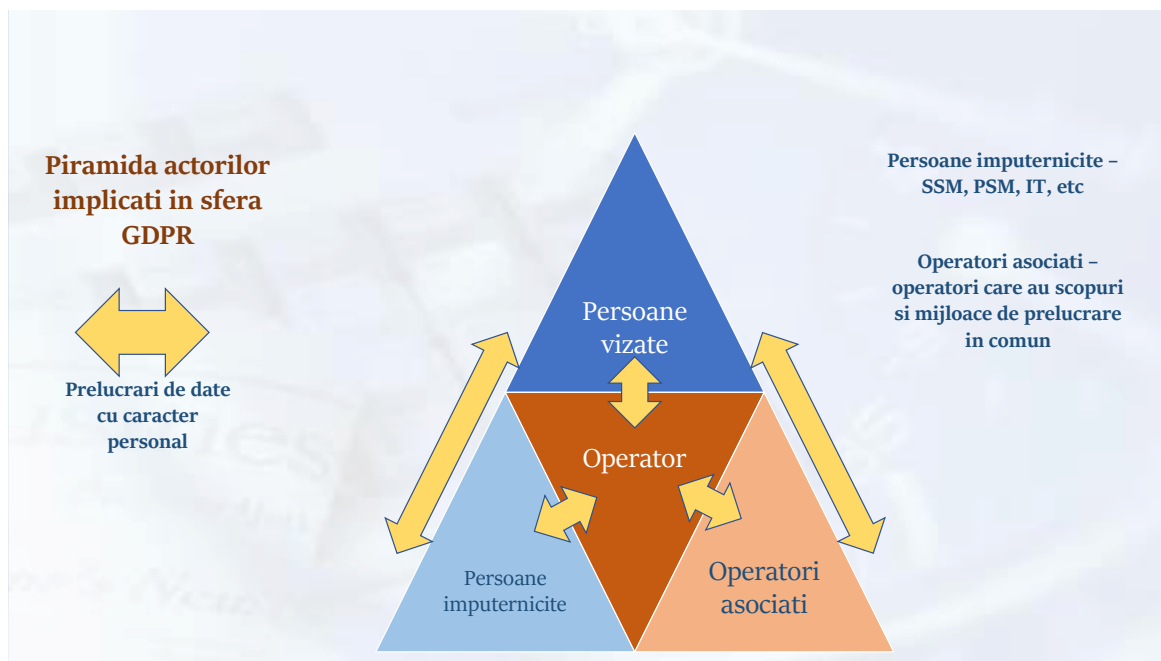 Piramida actorilor
implicati in sfera
GDPR
Prelucrari de date
cu caracter
personal
Persoane
vizate
Operator
Persoane
imputernicite
Operatori
asociati
Persoane imputernicite –
SSM, PSM, IT, etc
Operatori asociati –
operatori care au scopuri
si mijloace de prelucrare
in comun